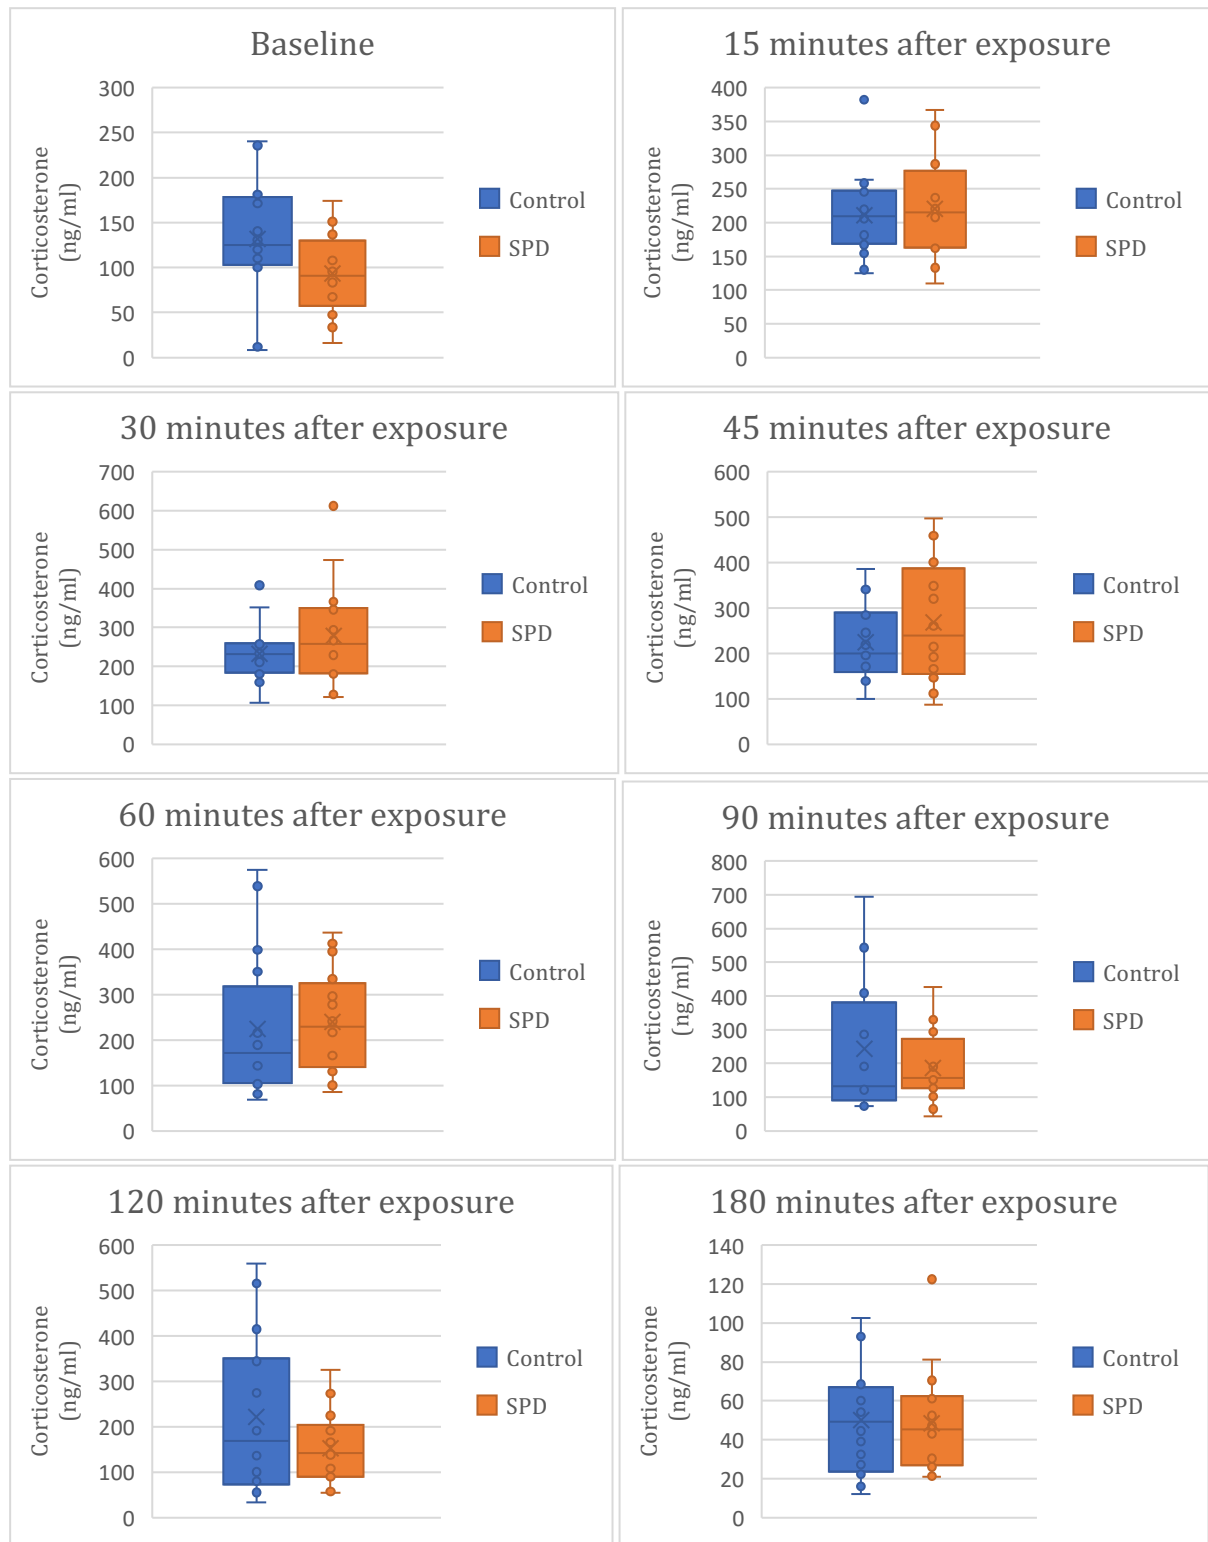 Baseline
300
250
200
150
100
50
0
Corticosterone
(ng/ml)
Control
SPD
15 minutes after exposure
400
350
300
250
200
150
100
50
0
Corticosterone
(ng/ml)
Control
SPD
30 minutes after exposure
700
600
500
400
300
200
100
0
Corticosterone
(ng/ml)
Control
SPD
45 minutes after exposure
600
500
400
300
200
100
0
Corticosterone
(ng/ml)
Control
SPD
60 minutes after exposure
600
500
400
300
200
100
0
Corticosterone
(ng/ml)
Control
SPD
90 minutes after exposure
800
700
600
500
400
300
200
100
0
Corticosterone
(ng/ml)
Control
SPD
120 minutes after exposure
600
500
400
300
200
100
0
Corticosterone
(ng/ml)
Control
SPD
180 minutes after exposure
140
120
100
80
60
40
20
0
Corticosterone
(ng/ml)
Control
SPD